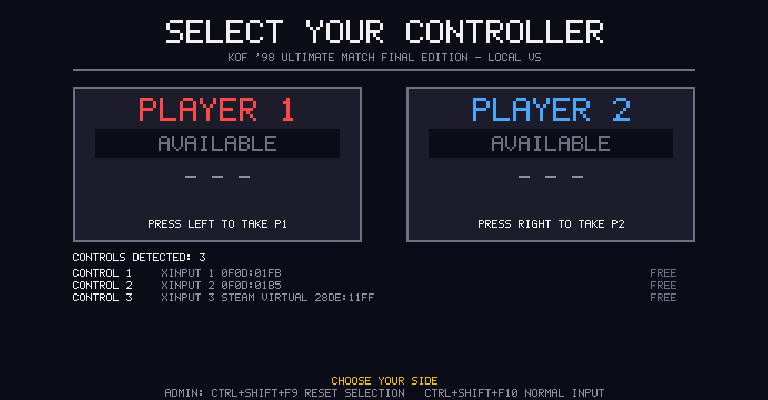 SELECT YOUR CONTROLLER
KOF '98 ULTIMATE MATCH FINAL EDITION - LOCAL VS
PLAYER 1
AVAILABLE
- - -
PRESS LEFT TO TAKE P1
PLAYER 2
AVAILABLE
- - -
PRESS RIGHT TO TAKE P2
CONTROLS DETECTED: 3
CONTROL 1 XINPUT 1 0F0D:01FB FREE
CONTROL 2 XINPUT 2 0F0D:01B5 FREE
CONTROL 3 XINPUT 3 STEAM VIRTUAL 28DE:11FF FREE
CHOOSE YOUR SIDE
ADMIN: CTRL+SHIFT+F9 RESET SELECTION CTRL+SHIFT+F10 NORMAL INPUT